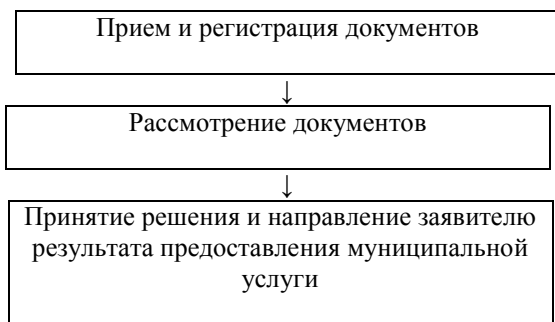 Прием и регистрация документов
↓
Рассмотрение документов
↓
Принятие решения и направление заявителю
результата предоставления муниципальной
услуги